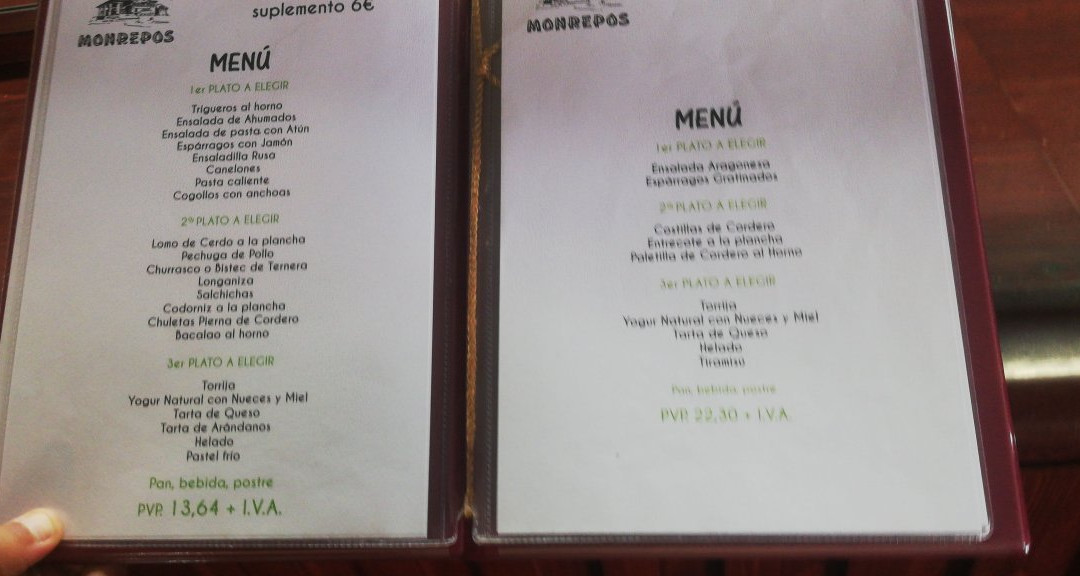 suplemento 6€
MONREPOS
MENÚ
1er PLATO A ELEGIR
Trigueros al horno
Ensalada de Ahumados
Ensalada de pasta con Atún
Espárragos con Jamón
Ensaladilla Rusa
Canelones
Pasta caliente
Cogollos con anchoas
2º PLATO A ELEGIR
Lomo de Cerdo a la plancha
Pechuga de Pollo
Churrasco o Bistec de Ternera
Longaniza
Salchichas
Codorniz a la plancha
Chuletas Pierna de Cordero
Bacalao al horno
3er PLATO A ELEGIR
Torrija
Yogur Natural con Nueces y Miel
Tarta de Queso
Tarta de Arándanos
Helado
Pastel frío
Pan, bebida, postre
PVP. 13,64 + I.V.A.
MONREPOS
MENÚ
1er PLATO A ELEGIR
Ensalada Aragonesa
Espárragos Gratinados
2º PLATO A ELEGIR
Costillas de Cordero
Entrecote a la plancha
Paletilla de Cordero al Horno
3er PLATO A ELEGIR
Torrija
Yogur Natural con Nueces y Miel
Tarta de Queso
Helado
Tiramisu
Pan, bebida, postre
PVP. 22,30 + I.V.A.